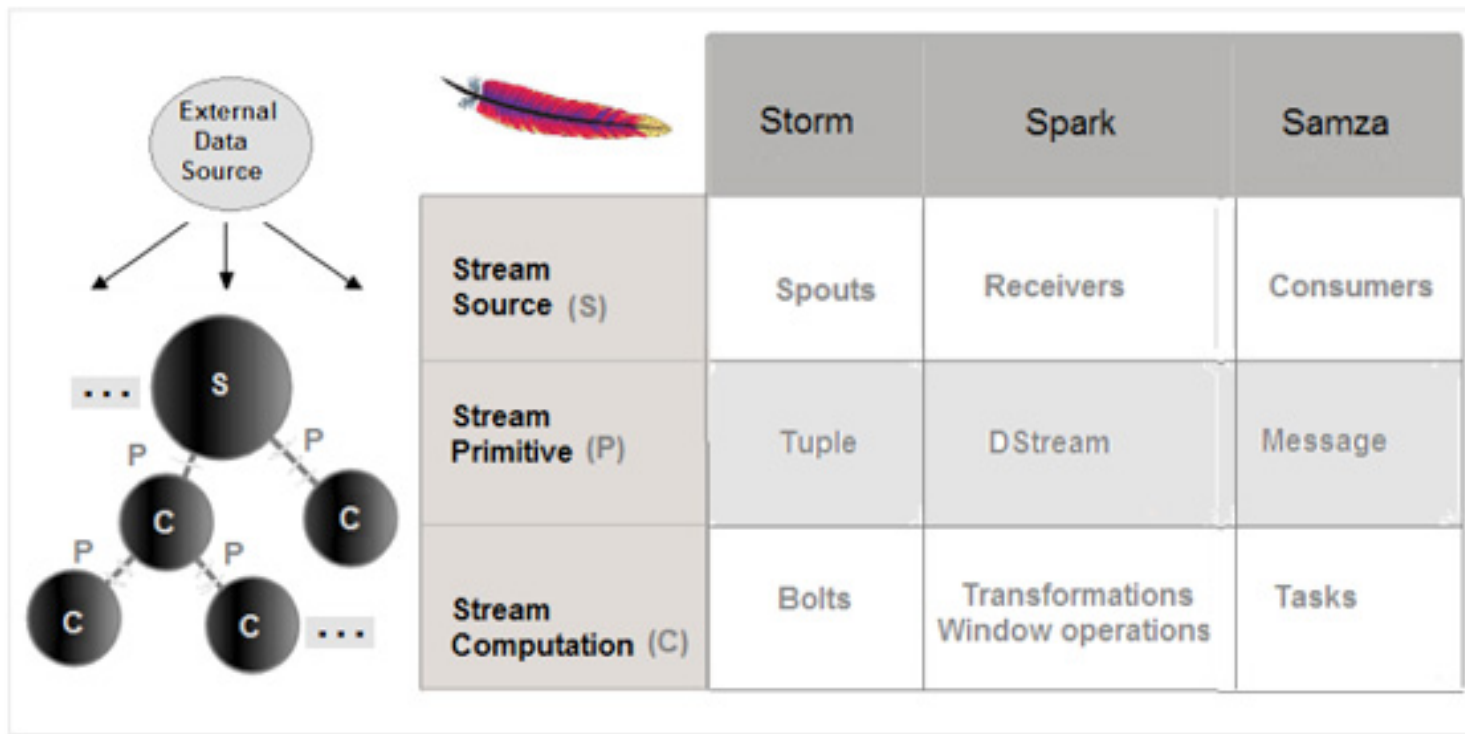 External
Data
Source
S
P
P
C
C
P
P
C
C
...
...
Storm
Spark
Samza
Stream
Source (S)
Spouts
Receivers
Consumers
Stream
Primitive (P)
Tuple
DStream
Message
Stream
Computation (C)
Bolts
Transformations
Window operations
Tasks